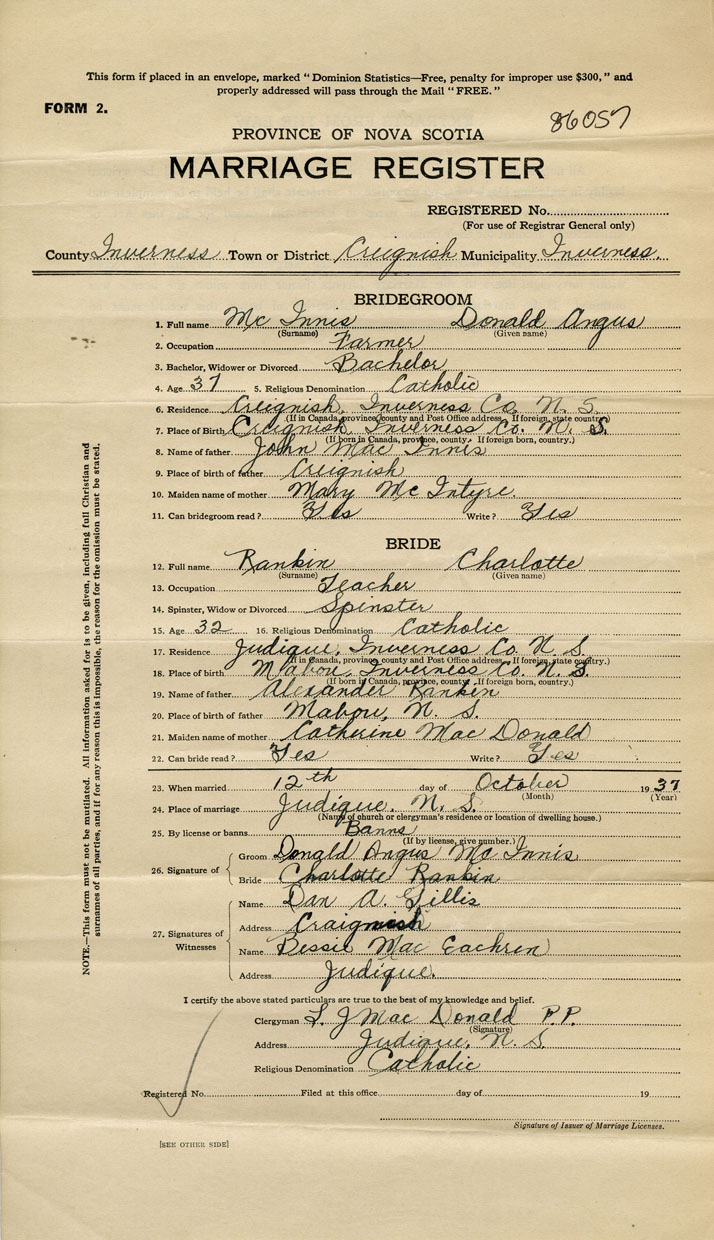 This form if placed in an envelope, marked "Dominion Statistics—Free, penalty for improper use $300," and
properly addressed will pass through the Mail "FREE."
FORM 2.
86057
PROVINCE OF NOVA SCOTIA
MARRIAGE REGISTER
REGISTERED No.
(For use of Registrar General only)
County Inverness Town or District Creignish Municipality Inverness
BRIDEGROOM
1. Full name Mc Innis Donald Angus
(Surname) (Given name)
2. Occupation Farmer
3. Bachelor, Widower or Divorced Bachelor
4. Age 37 5. Religious Denomination Catholic
6. Residence Creignish, Inverness Co. N. S.
(If in Canada, province, county and Post Office address. If foreign, state country.)
7. Place of Birth Creignish, Inverness Co. N. S.
(If born in Canada, province, county. If foreign born, country.)
8. Name of father John Mac Innis
9. Place of birth of father Creignish
10. Maiden name of mother Mary Mc Intyre.
11. Can bridegroom read? Yes Write? Yes
BRIDE
12. Full name Rankin Charlotte
(Surname) (Given name)
13. Occupation Teacher
14. Spinster, Widow or Divorced Spinster
15. Age 32 16. Religious Denomination Catholic
17. Residence Judique, Inverness Co. N. S.
(If in Canada, province, county and Post Office address. If foreign, state country.)
18. Place of birth Mabou, Inverness Co. N. S.
(If born in Canada, province, county. If foreign born, country.)
19. Name of father Alexander Rankin
20. Place of birth of father Mabou, N. S.
21. Maiden name of mother Catherine Mac Donald
22. Can bride read? Yes Write? Yes
23. When married 12th day of October 1937
(Month) (Year)
24. Place of marriage Judique, N. S.
(Name of church or clergyman's residence or location of dwelling house.)
25. By license or banns Banns
(If by license, give number.)
26. Signature of
Groom Donald Angus Mc Innis
Bride Charlotte Rankin
27. Signatures of Witnesses
Name Dan A. Gillis
Address Craignish
Name Bessie Mac Eachren
Address Judique.
I certify the above stated particulars are true to the best of my knowledge and belief.
Clergyman L. J Mac Donald P.P.
(Signature)
Address Judique, N. S.
Religious Denomination Catholic
Registered No. Filed at this office day of 19
Signature of Issuer of Marriage Licenses.
[SEE OTHER SIDE]
NOTE.—This form must not be mutilated. All information asked for is to be given, including full Christian and
surnames of all parties, and if for any reason this is impossible, the reason for the omission must be stated.